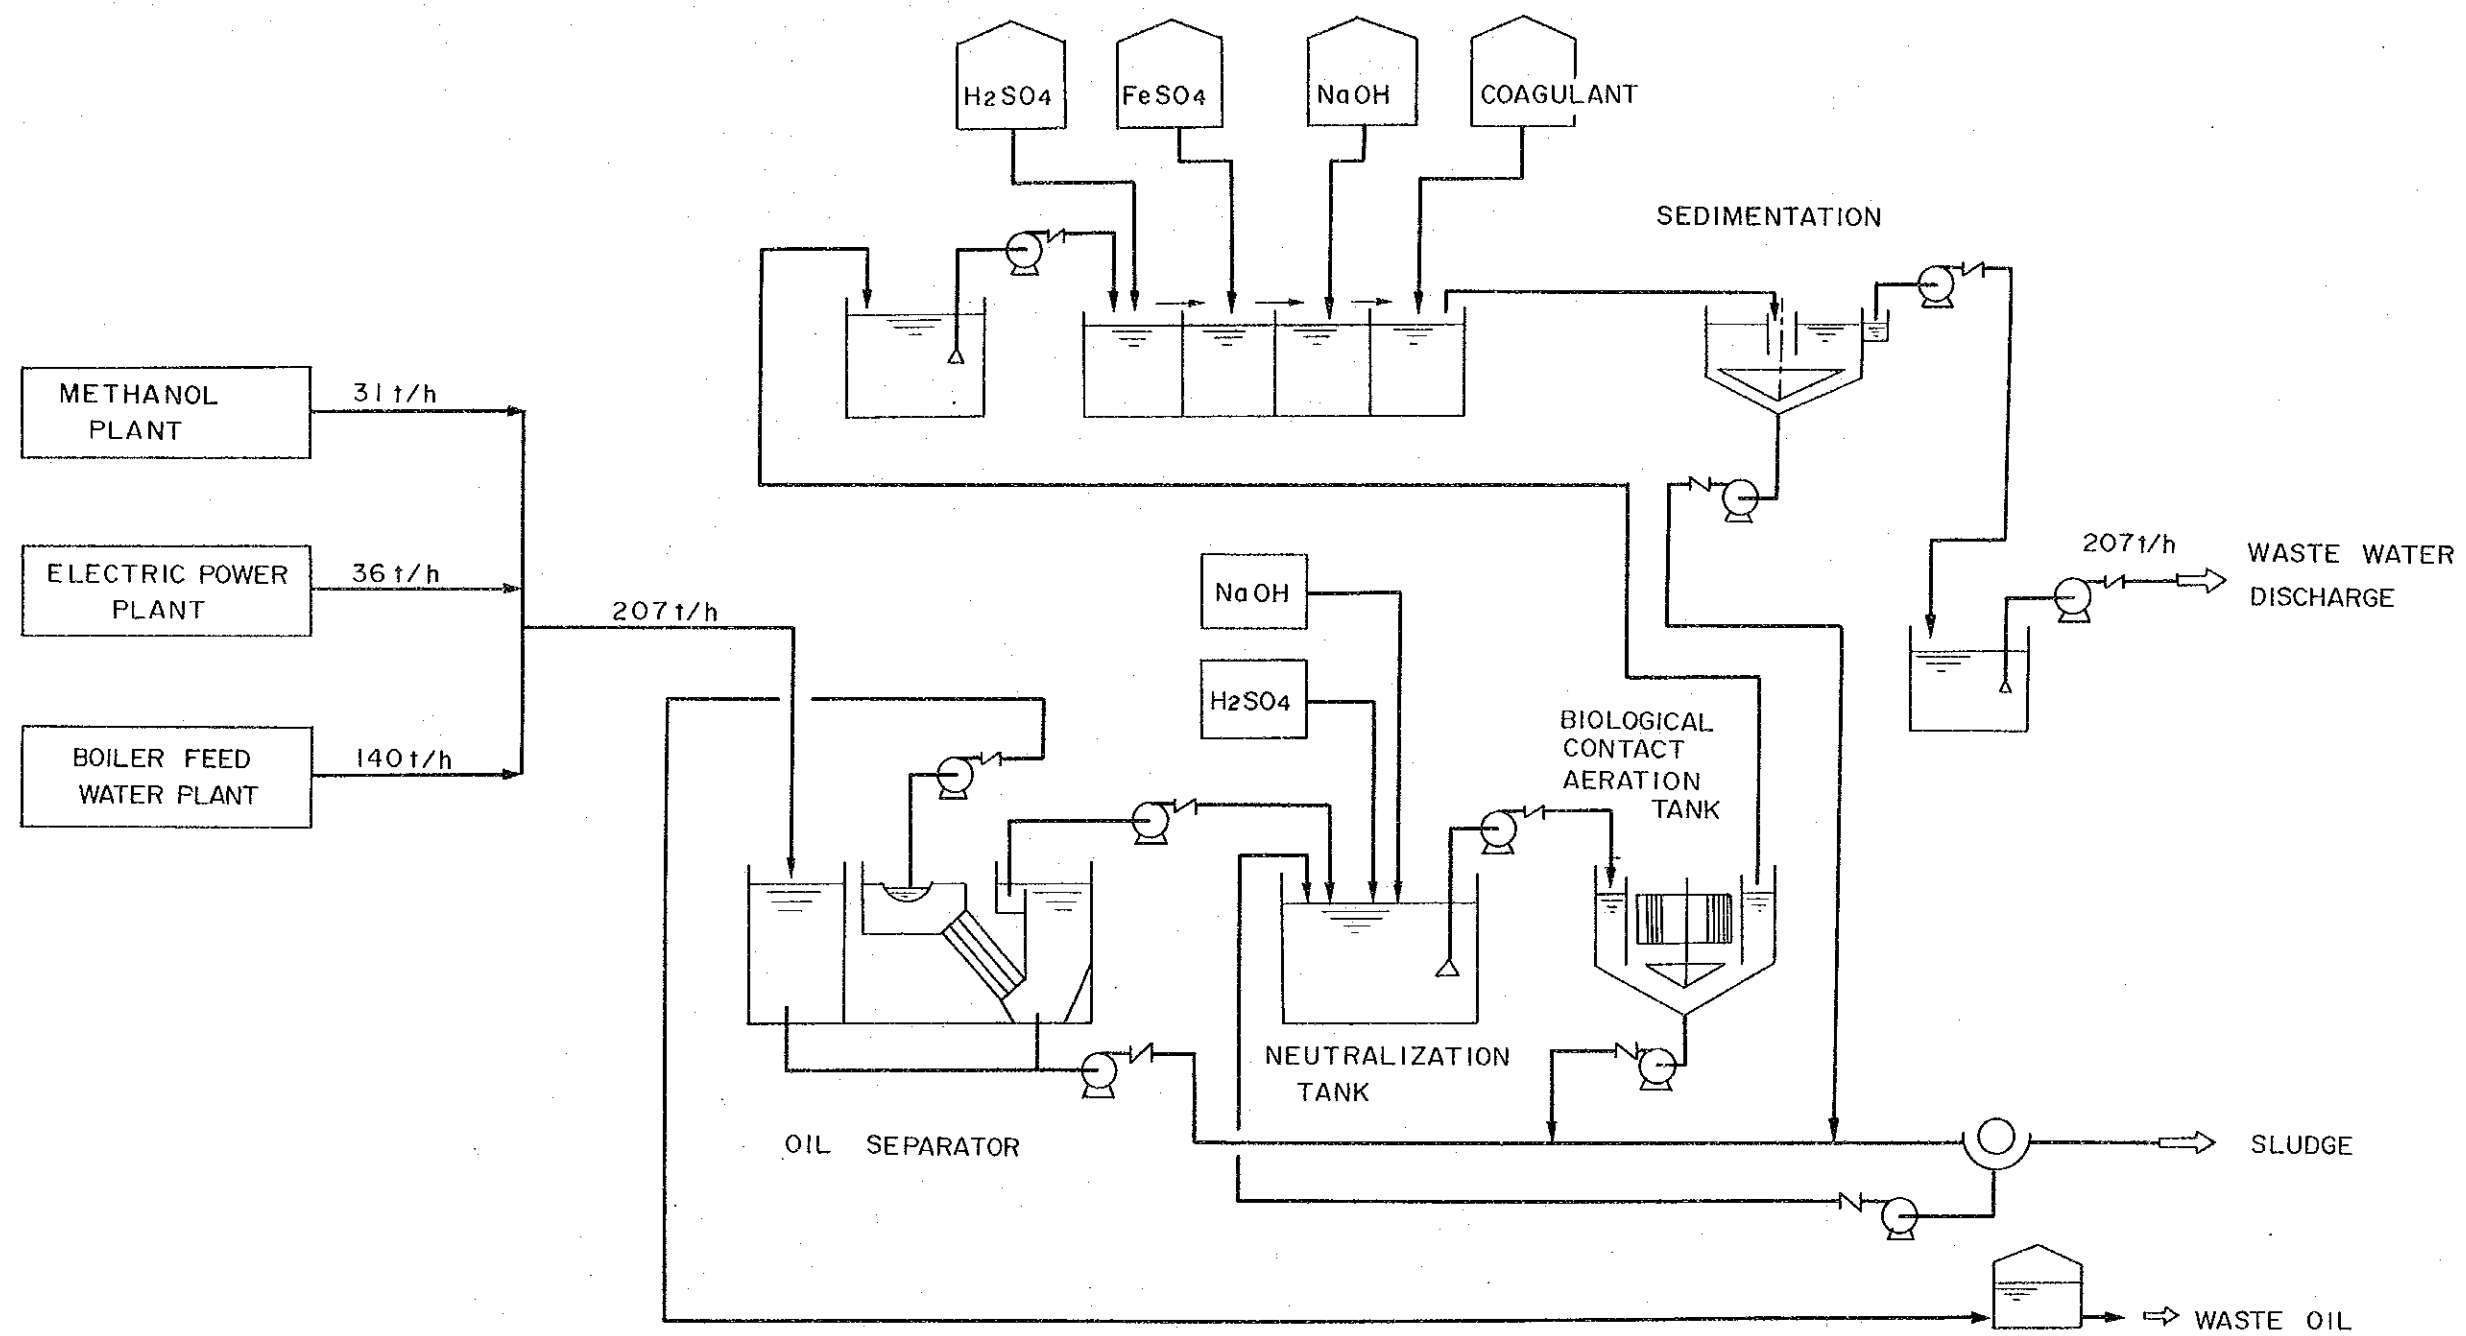 H2SO4
FeSO4
NaOH
COAGULANT
SEDIMENTATION
METHANOL
PLANT
31 t/h
ELECTRIC POWER
PLANT
36 t/h
BOILER FEED
WATER PLANT
140 t/h
207 t/h
NaOH
H2SO4
BIOLOGICAL
CONTACT
AERATION
TANK
207 t/h
WASTE WATER
DISCHARGE
NEUTRALIZATION
TANK
OIL SEPARATOR
SLUDGE
WASTE OIL